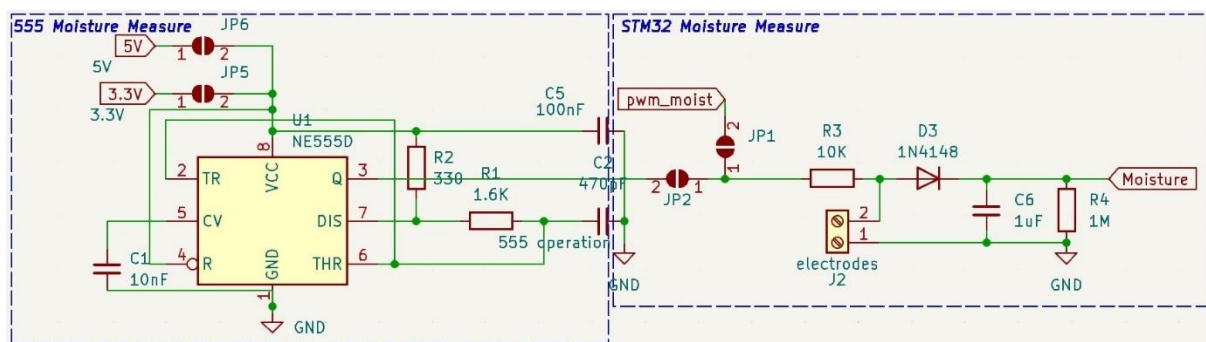 555 Moisture Measure
JP6
5V
1 2
5V
JP5
3.3V
1 2
3.3V
U1
NE555D
8
VCC
2 TR
Q 3
5 CV
DIS 7
4 R
THR 6
GND
1
C1
10nF
GND
R2
330
R1
1.6K
C5
100nF
C2
470pF
555 operation
GND
STM32 Moisture Measure
pwm_moist
2
JP1
1
2 1
JP2
R3
10K
D3
1N4148
Moisture
2
1
electrodes
J2
C6
1uF
R4
1M
GND